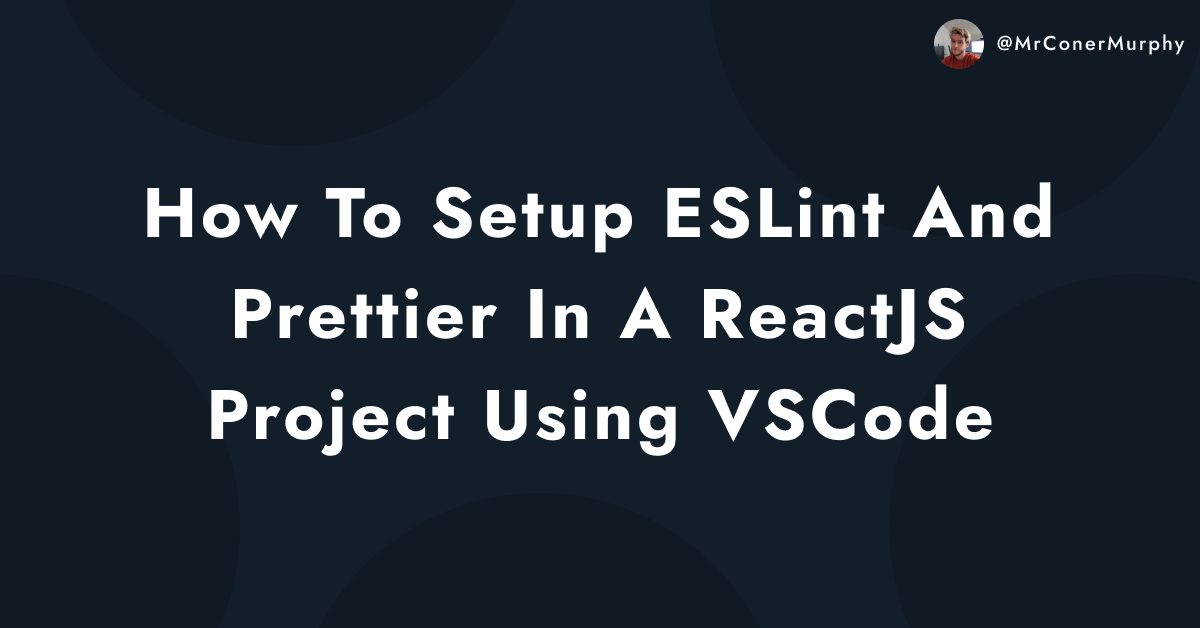 @MrConerMurphy
How To Setup ESLint And
Prettier In A ReactJS
Project Using VSCode